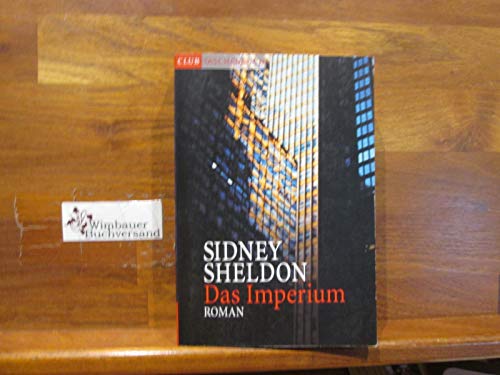 CLUB TASCHENBUCH
Wimbauer
Buchversand
SIDNEY
SHELDON
Das Imperium
ROMAN